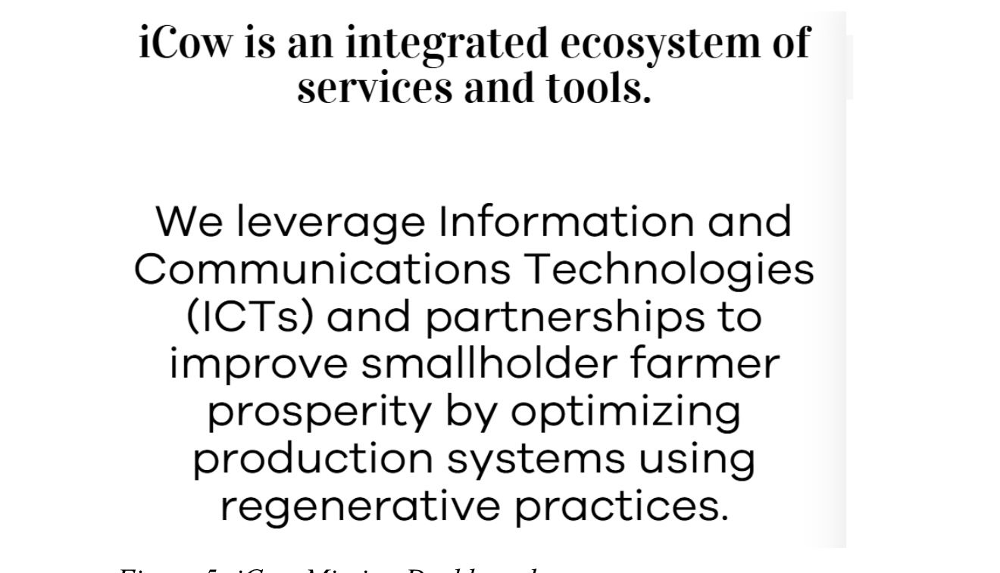 iCow is an integrated ecosystem of
services and tools.
We leverage Information and
Communications Technologies
(ICTs) and partnerships to
improve smallholder farmer
prosperity by optimizing
production systems using
regenerative practices.
Figure 5: iCow Mission Dashboard